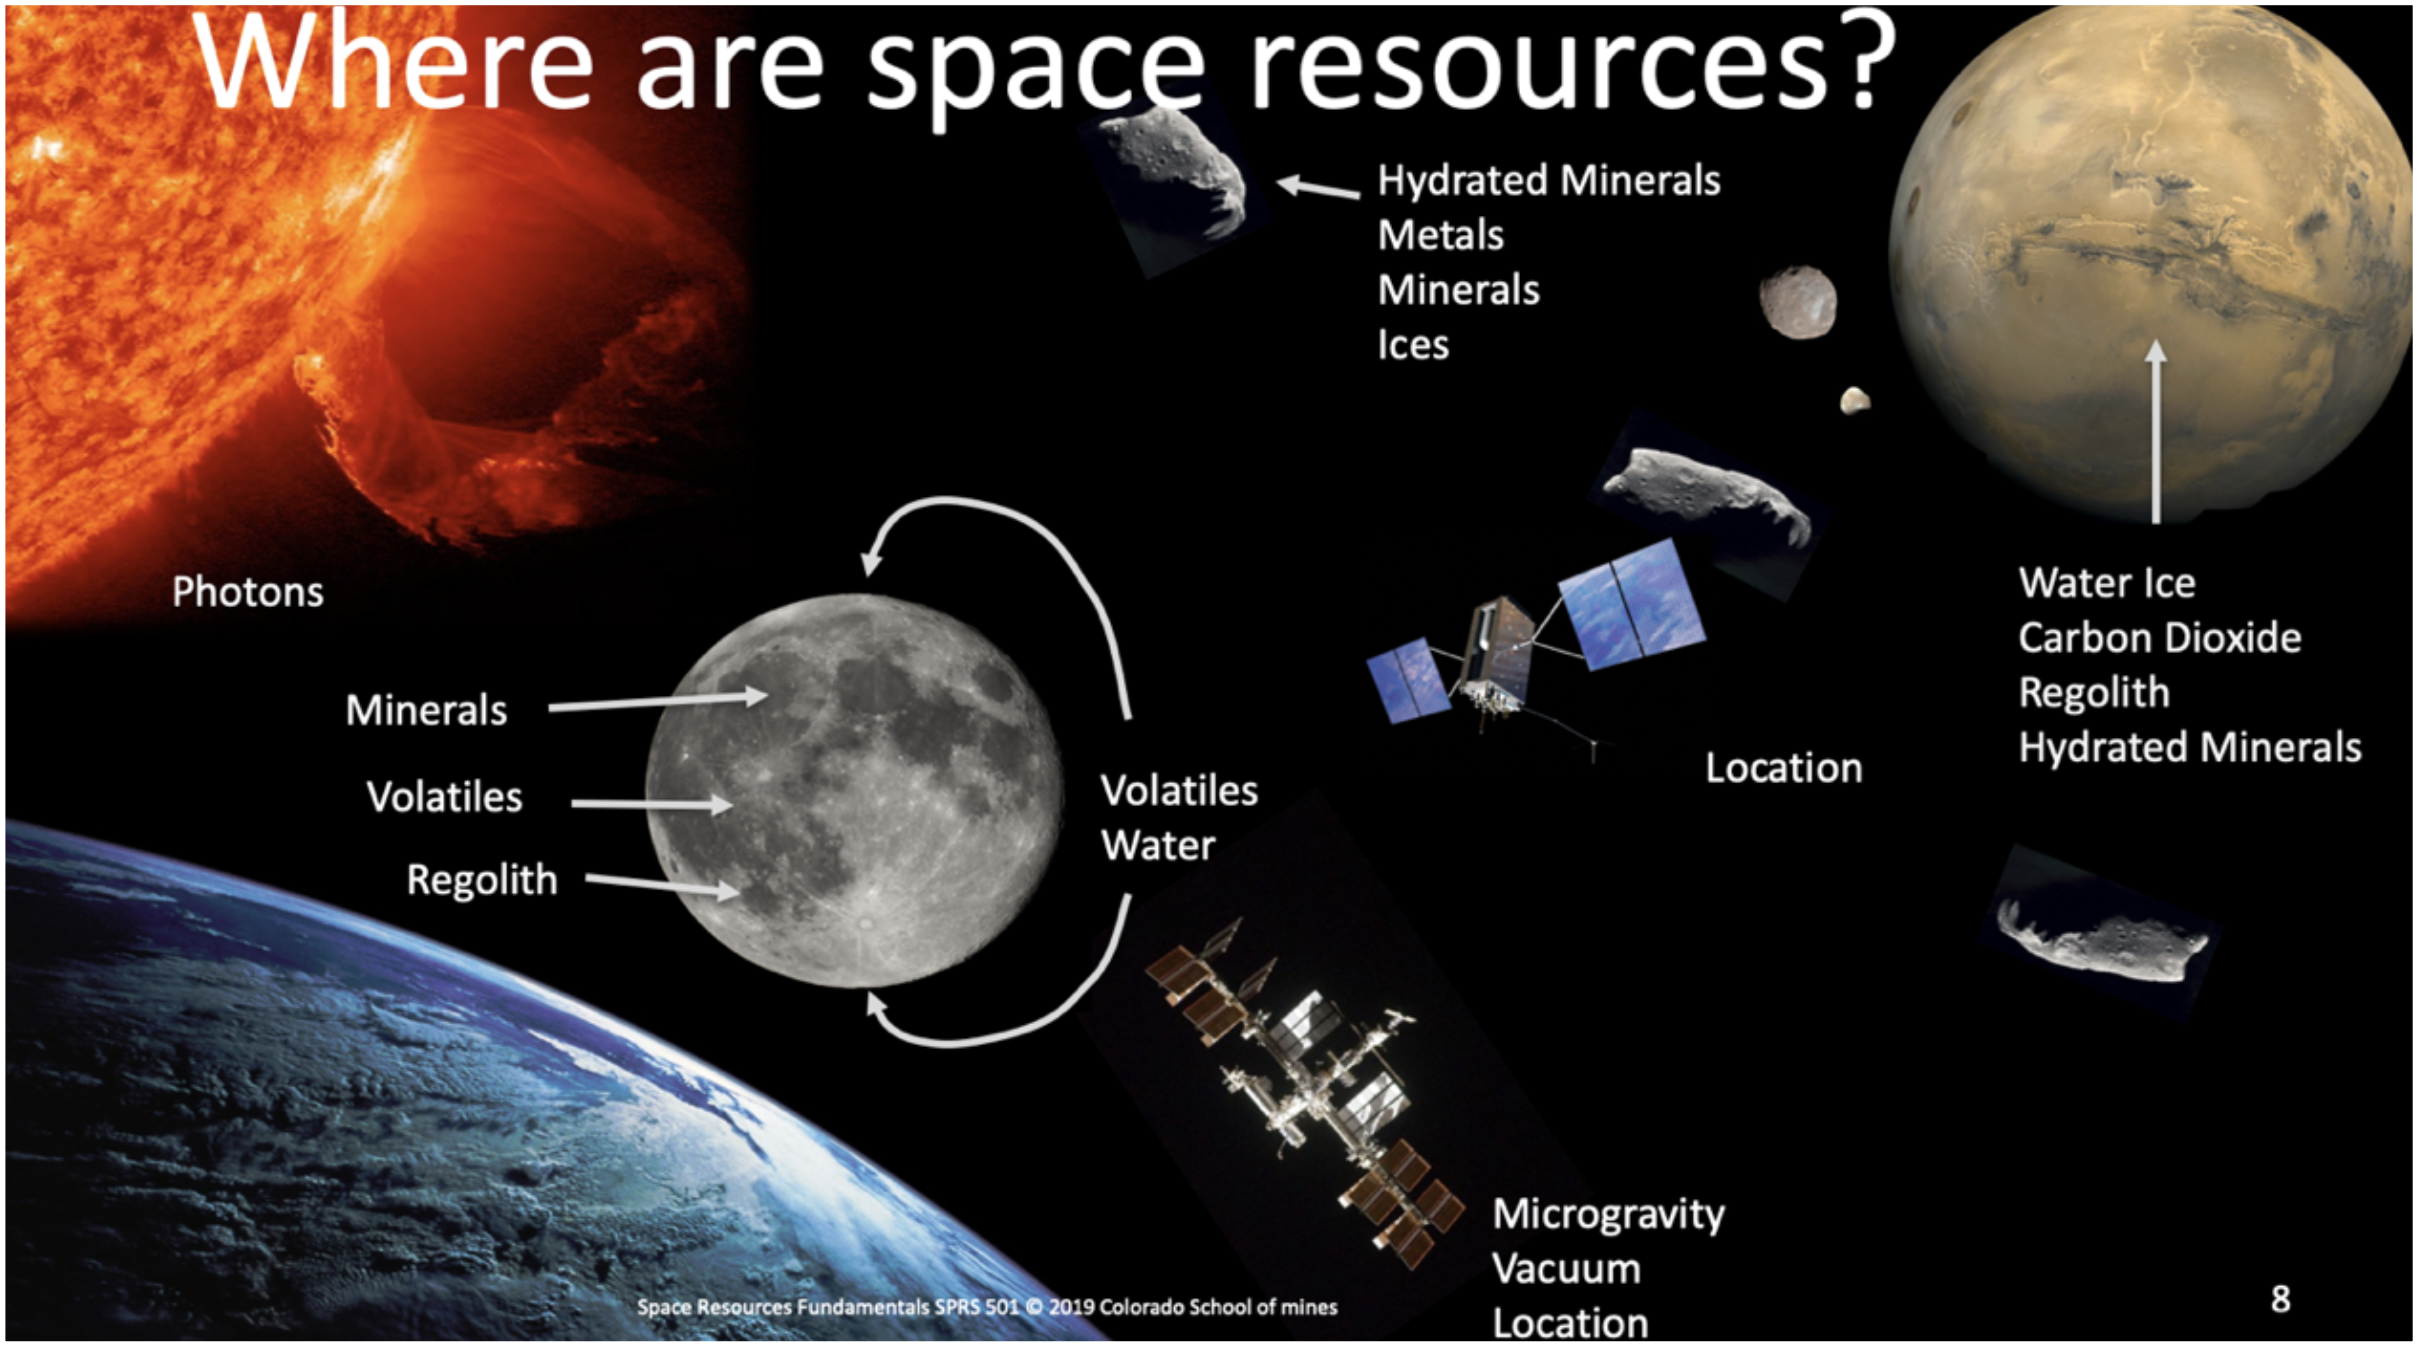 Where are space resources?
Hydrated Minerals
Metals
Minerals
Ices
Photons
Minerals
Volatiles
Regolith
Volatiles
Water
Location
Water Ice
Carbon Dioxide
Regolith
Hydrated Minerals
Microgravity
Vacuum
Location
Space Resources Fundamentals SPRS 501 © 2019 Colorado School of mines
8